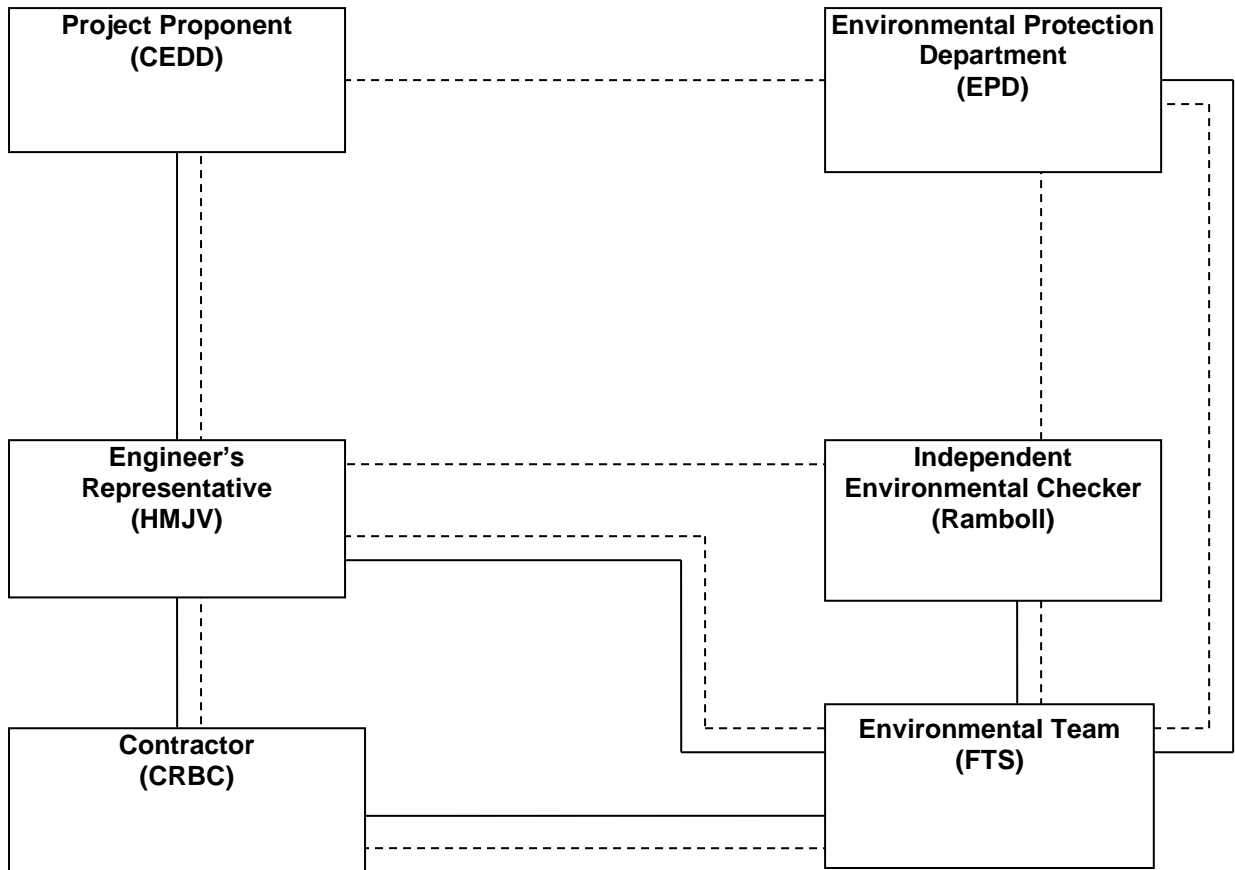 Project Proponent
(CEDD)
Environmental Protection
Department
(EPD)
Engineer’s
Representative
(HMJV)
Independent
Environmental Checker
(Ramboll)
Contractor
(CRBC)
Environmental Team
(FTS)